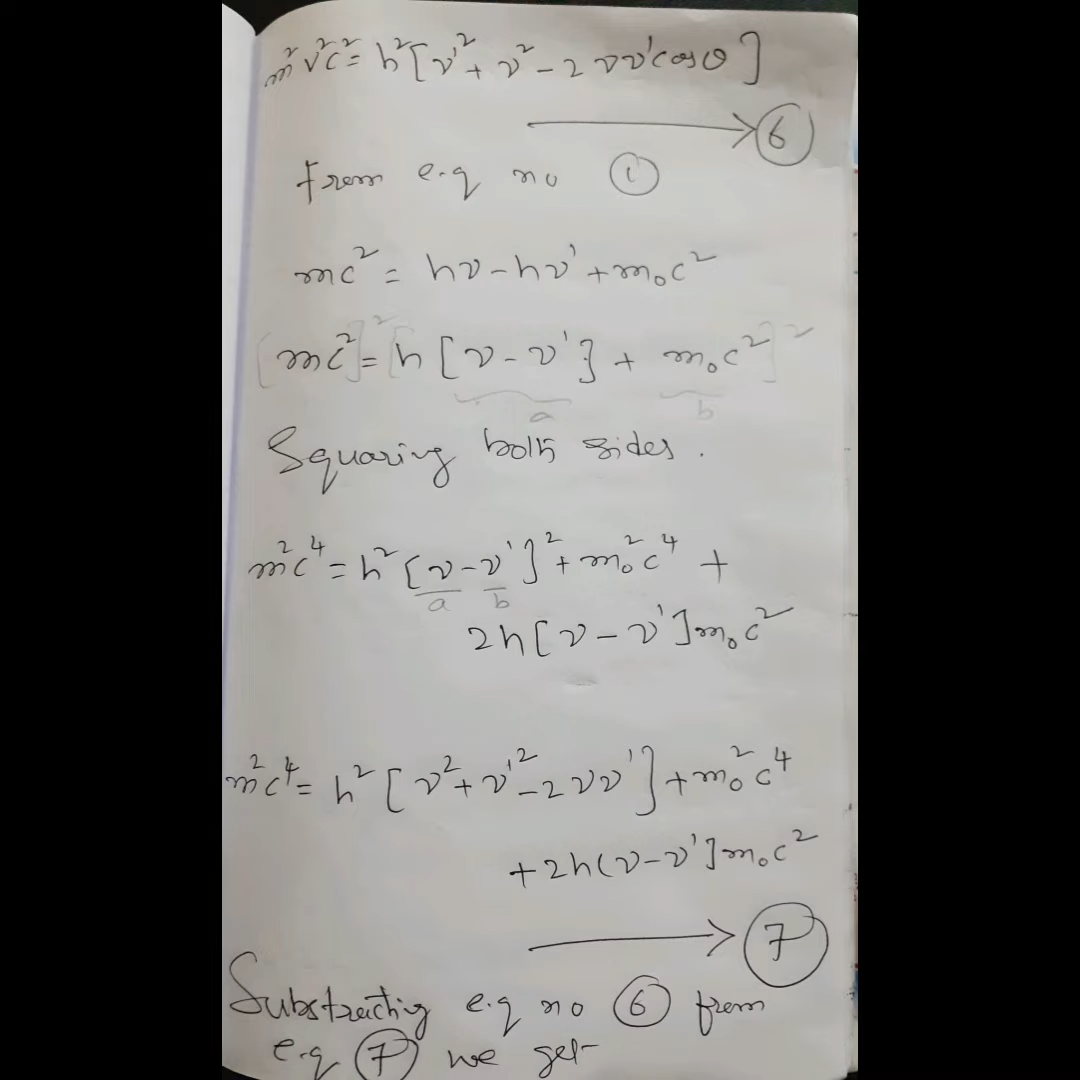 m²v²c² = h² [ν'² + ν² - 2νν'cosθ]
→ ⑥
From e.q no ①
mc² = hν - hν' + m₀c²
[mc²]² = [h [ν - ν'] + m₀c²]²
a b
Squaring both sides.
m²c⁴ = h² [ν - ν']² + m₀²c⁴ +
a b
2h [ν - ν'] m₀c²
m²c⁴ = h² [ν² + ν'² - 2νν'] + m₀²c⁴
+ 2h (ν - ν'] m₀c²
→ ⑦
Substracting e.q no ⑥ from
e.q ⑦ we get